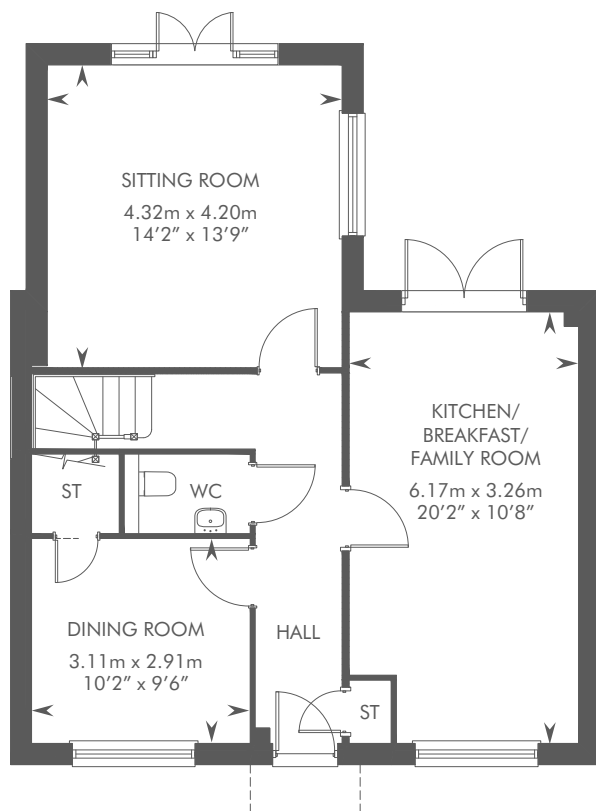 SITTING ROOM
4.32m x 4.20m
14’2” x 13’9”
KITCHEN/
BREAKFAST/
FAMILY ROOM
6.17m x 3.26m
20’2” x 10’8”
ST
WC
DINING ROOM
3.11m x 2.91m
10’2” x 9’6”
HALL
ST